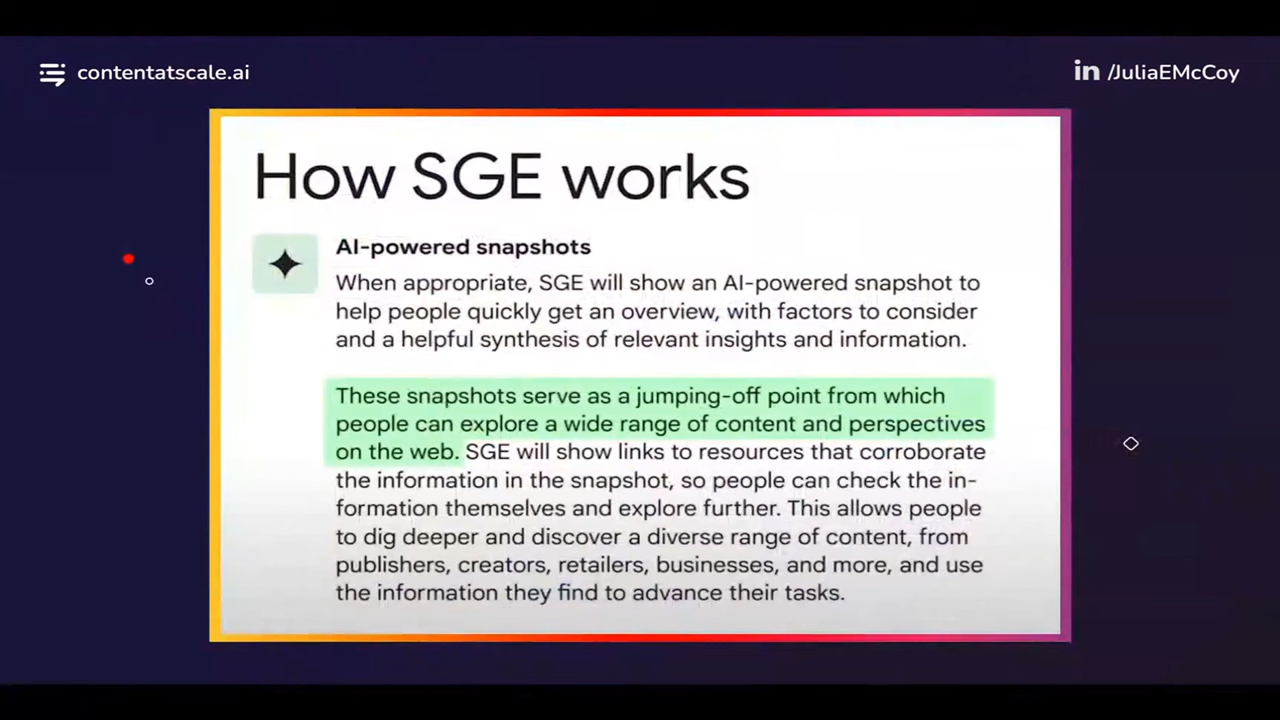 contentatscale.ai
in /JuliaEMcCoy
How SGE works
AI-powered snapshots
When appropriate, SGE will show an AI-powered snapshot to
help people quickly get an overview, with factors to consider
and a helpful synthesis of relevant insights and information.
These snapshots serve as a jumping-off point from which
people can explore a wide range of content and perspectives
on the web. SGE will show links to resources that corroborate
the information in the snapshot, so people can check the in-
formation themselves and explore further. This allows people
to dig deeper and discover a diverse range of content, from
publishers, creators, retailers, businesses, and more, and use
the information they find to advance their tasks.